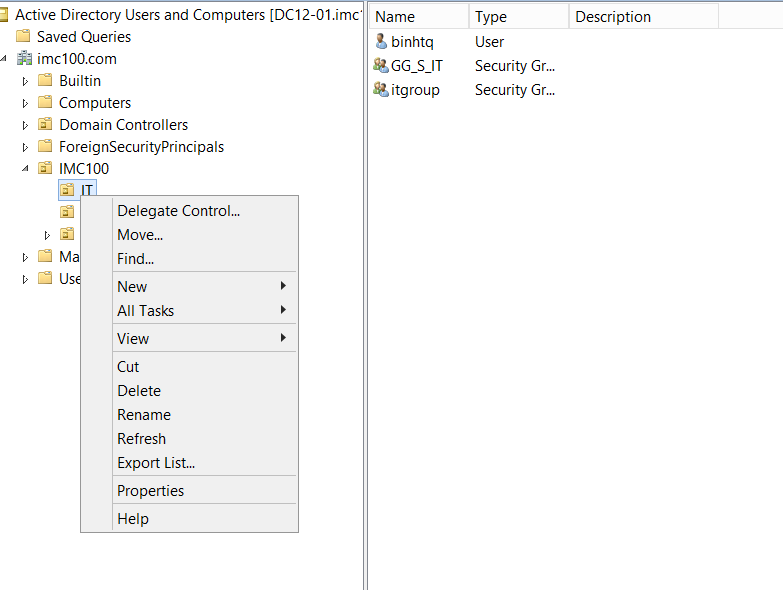 Active Directory Users and Computers [DC12-01.imc1
Saved Queries
imc100.com
Builtin
Computers
Domain Controllers
ForeignSecurityPrincipals
IMC100
IT
Ma
Use
Delegate Control...
Move...
Find...
New
All Tasks
View
Cut
Delete
Rename
Refresh
Export List...
Properties
Help
Name Type Description
binhtq User
GG_S_IT Security Gr...
itgroup Security Gr...